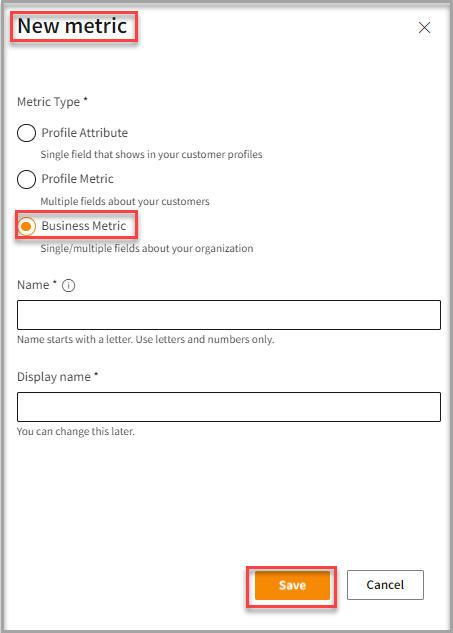 New metric
Metric Type *
Profile Attribute
Single field that shows in your customer profiles
Profile Metric
Multiple fields about your customers
Business Metric
Single/multiple fields about your organization
Name *
Name starts with a letter. Use letters and numbers only.
Display name *
You can change this later.
Save Cancel